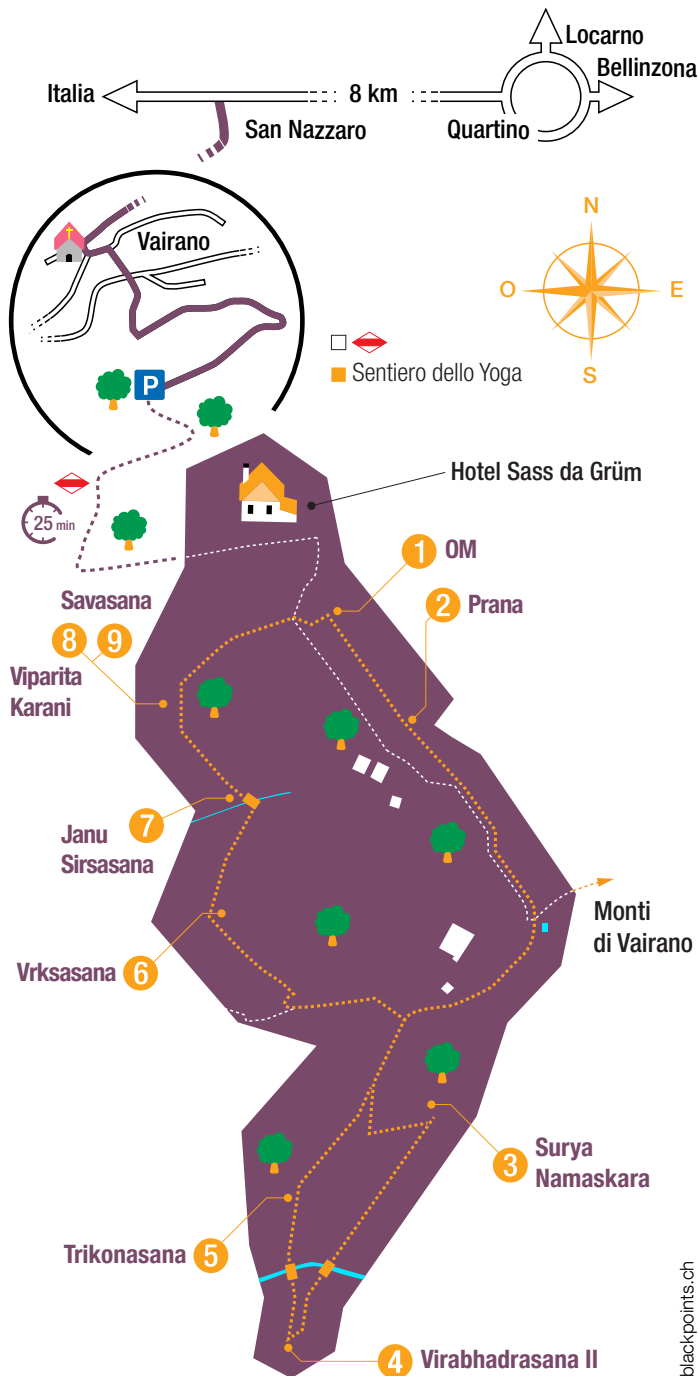 Locarno
Bellinzona
Italia
8 km
San Nazzaro
Quartino
Vairano
N
O
E
S
P
Sentiero dello Yoga
Hotel Sass da Grüm
25 min
1 OM
2 Prana
Savasana
8 9
Viparita
Karani
7
Janu
Sirsasana
Monti
di Vairano
Vrksasana 6
3 Surya
Namaskara
Trikonasana 5
4 Virabhadrasana II
blackpoints.ch